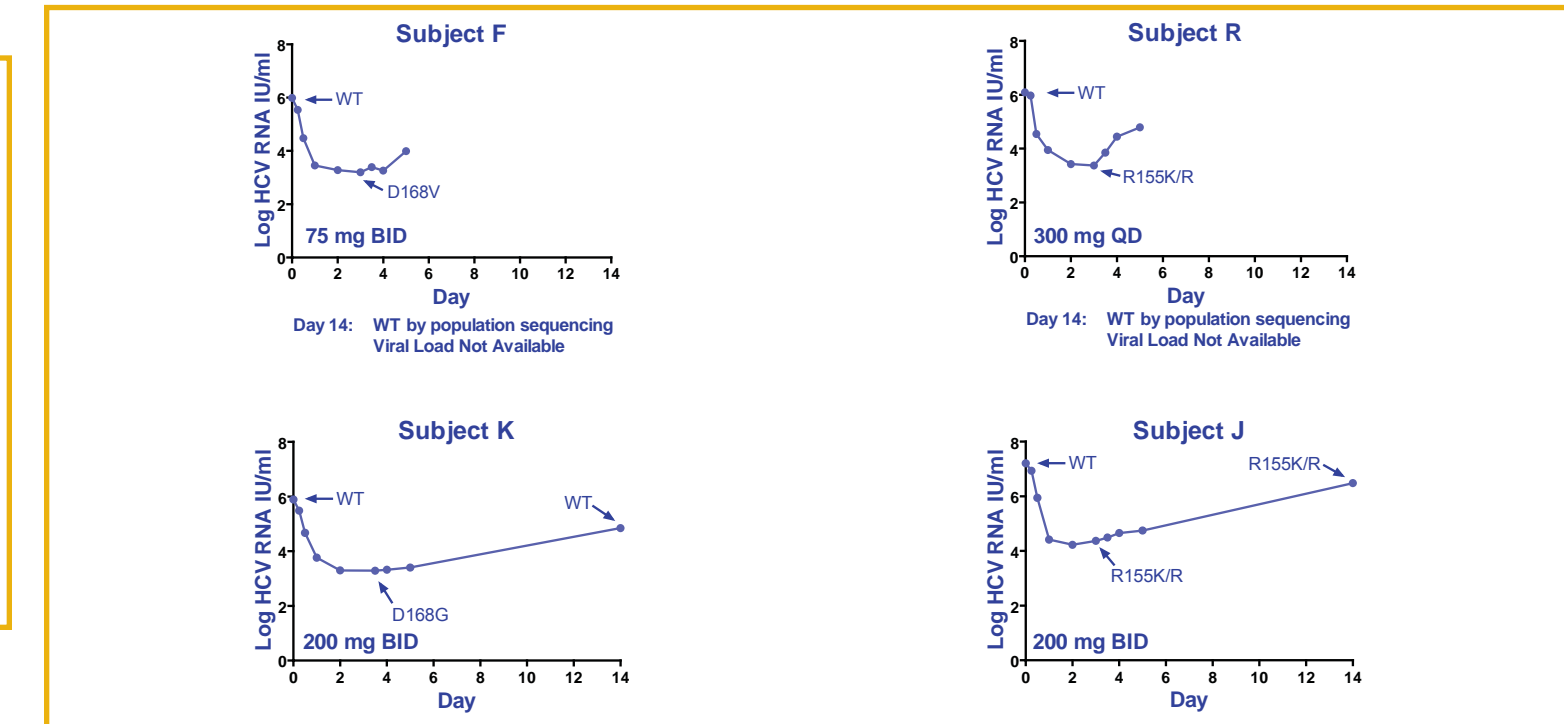 Subject F
Log HCV RNA IU/ml
8
6
4
2
0
WT
D168V
75 mg BID
0 2 4 6 8 10 12 14
Day
Day 14: WT by population sequencing
Viral Load Not Available
Subject R
Log HCV RNA IU/ml
8
6
4
2
0
WT
R155K/R
300 mg QD
0 2 4 6 8 10 12 14
Day
Day 14: WT by population sequencing
Viral Load Not Available
Subject K
Log HCV RNA IU/ml
8
6
4
2
0
WT
WT
D168G
200 mg BID
0 2 4 6 8 10 12 14
Day
Subject J
Log HCV RNA IU/ml
8
6
4
2
0
WT
R155K/R
R155K/R
200 mg BID
0 2 4 6 8 10 12 14
Day